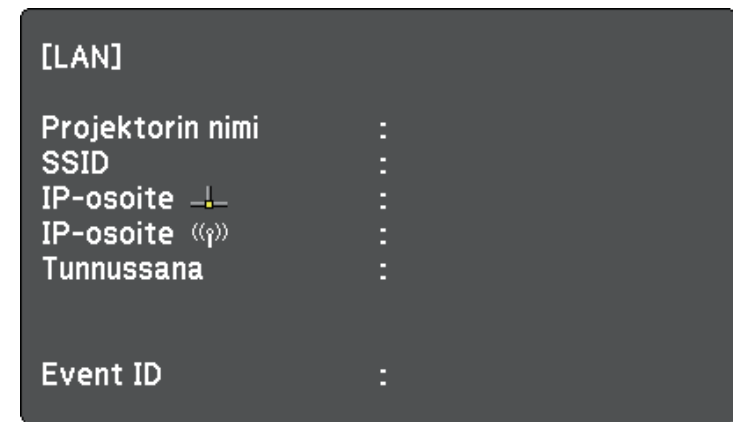 [LAN]
Projektorin nimi :
SSID :
IP-osoite :
IP-osoite :
Tunnussana :
Event ID :